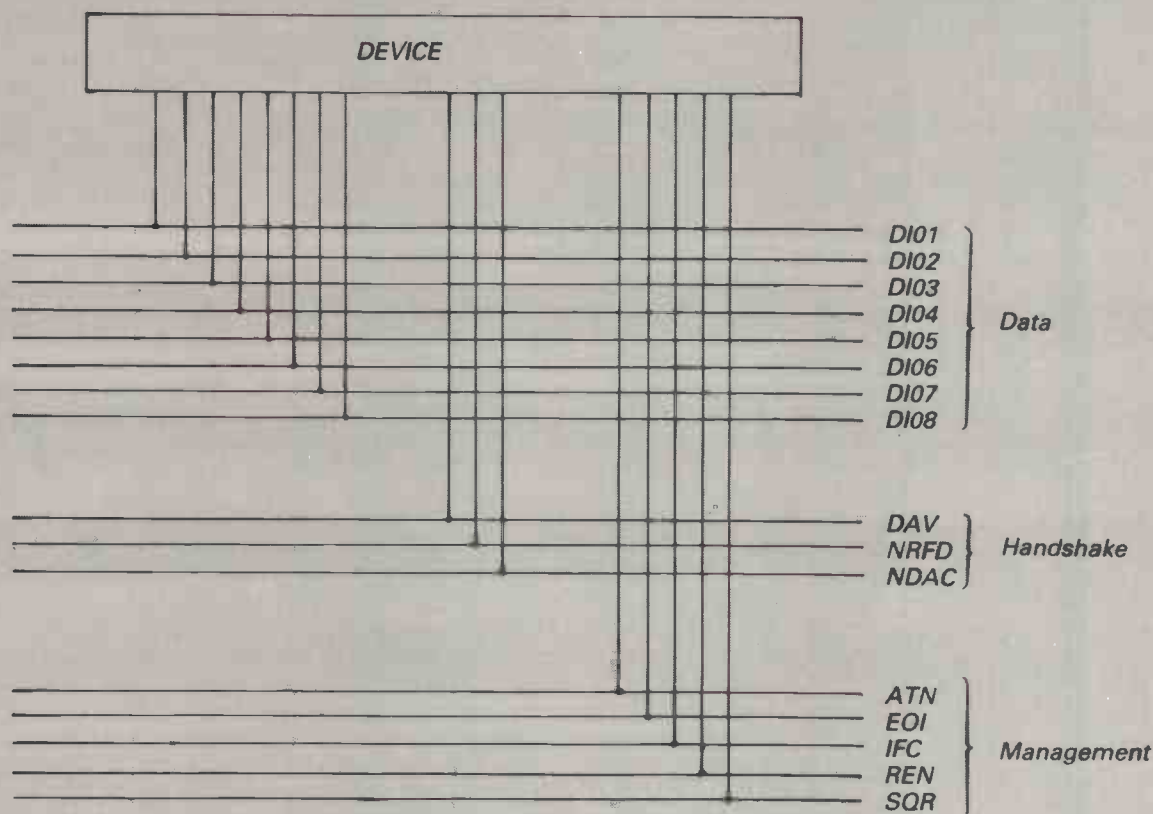 DEVICE
DI01
DI02
DI03
DI04
DI05
DI06
DI07
DI08
Data
DAV
NRFD
NDAC
Handshake
ATN
EOI
IFC
REN
SQR
Management